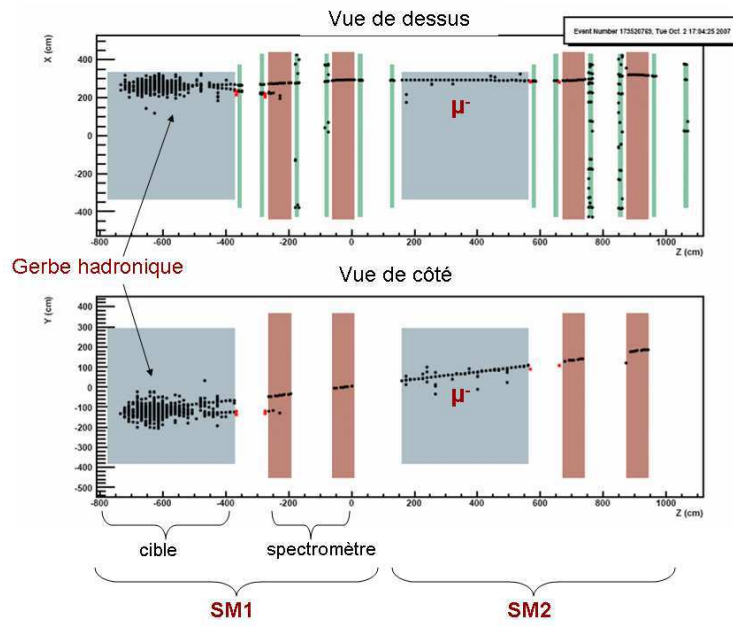 Vue de dessus
Event Number 173520763, Tue Oct. 2 17:04:25 2007
X (cm)
400
200
0
-200
-400
μ-
-800 -600 -400 -200 0 200 400 600 800 1000
Z (cm)
Gerbe hadronique
Vue de côté
Y (cm)
400
300
200
100
0
-100
-200
-300
-400
-500
μ-
-800 -600 -400 -200 0 200 400 600 800 1000
Z (cm)
cible
spectromètre
SM1
SM2